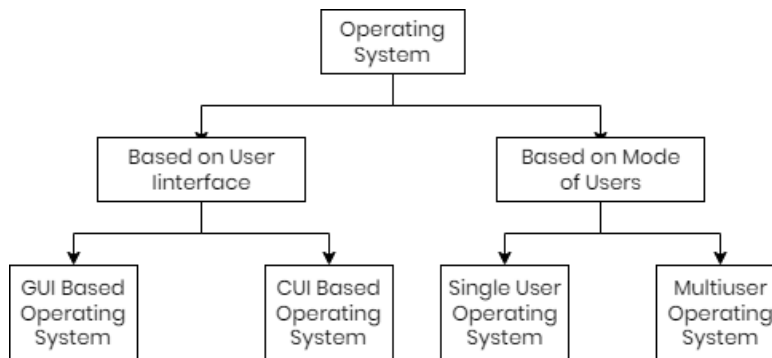 Operating
System
Based on User
Iinterface
Based on Mode
of Users
GUI Based
Operating
System
CUI Based
Operating
System
Single User
Operating
System
Multiuser
Operating
System